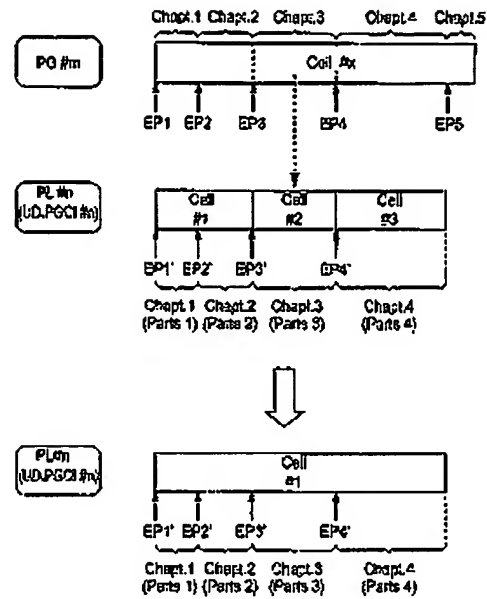 Chapt.1 Chapt.2 Chapt.3 Chapt.4 Chapt.5
PG #m
Cell #x
EP1 EP2 EP3 EP4 EP5
PL #n
(UD.PGCI #n)
Cell #1
Cell #2
Cell #3
EP1' EP2' EP3' EP4'
Chapt.1 Chapt.2 Chapt.3 Chapt.4
(Parts 1) (Parts 2) (Parts 3) (Parts 4)
PL#n
(UD.PGCI #n)
Cell
#1
EP1' EP2' EP3' EP4'
Chapt.1 Chapt.2 Chapt.3 Chapt.4
(Parts 1) (Parts 2) (Parts 3) (Parts 4)